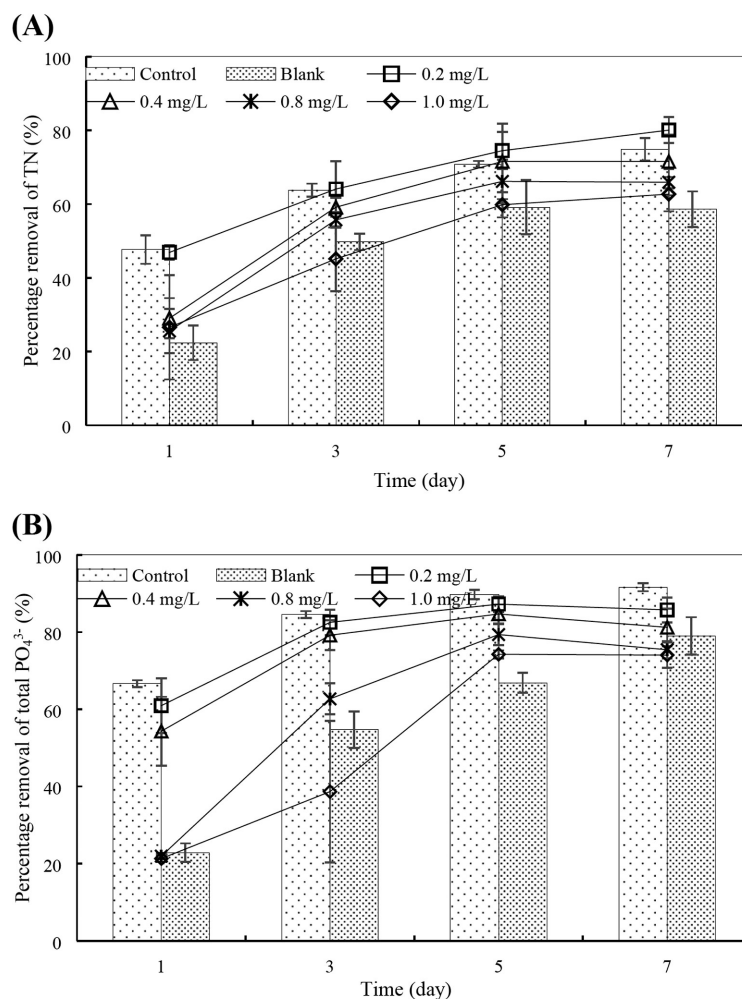 (A)
Percentage removal of TN (%)
100
80
60
40
20
0
Control Blank 0.2 mg/L
0.4 mg/L 0.8 mg/L 1.0 mg/L
1 3 5 7
Time (day)
(B)
Percentage removal of total PO₄³⁻ (%)
100
80
60
40
20
0
Control Blank 0.2 mg/L
0.4 mg/L 0.8 mg/L 1.0 mg/L
1 3 5 7
Time (day)